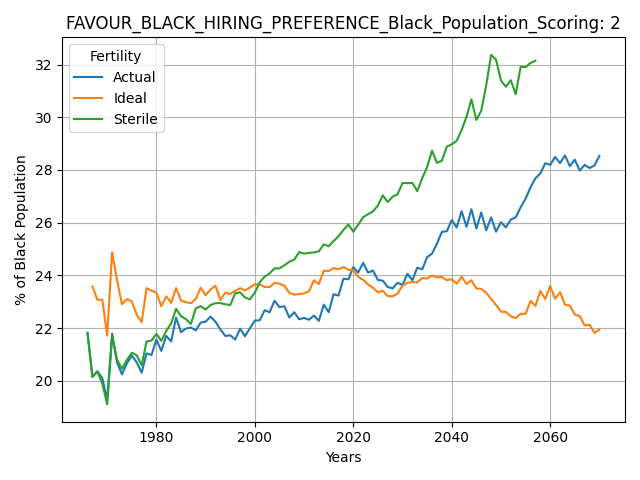 FAVOUR_BLACK_HIRING_PREFERENCE_Black_Population_Scoring: 2
Fertility
Actual
Ideal
Sterile
% of Black Population
32
30
28
26
24
22
20
1980
2000
2020
2040
2060
Years